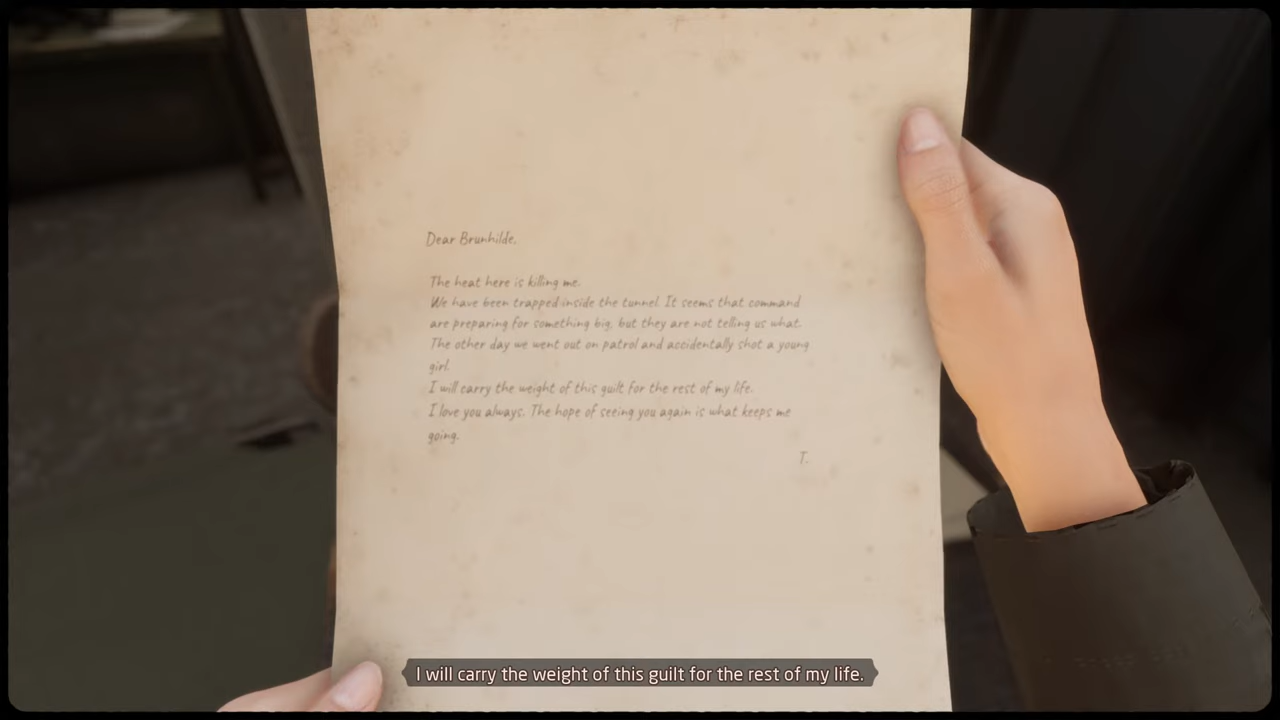 Dear Brunhilde,
The heat here is killing me.
We have been trapped inside the tunnel. It seems that command
are preparing for something big, but they are not telling us what.
The other day we went out on patrol and accidentally shot a young
girl.
I will carry the weight of this guilt for the rest of my life.
I love you always. The hope of seeing you again is what keeps me
going.
T.
I will carry the weight of this guilt for the rest of my life.